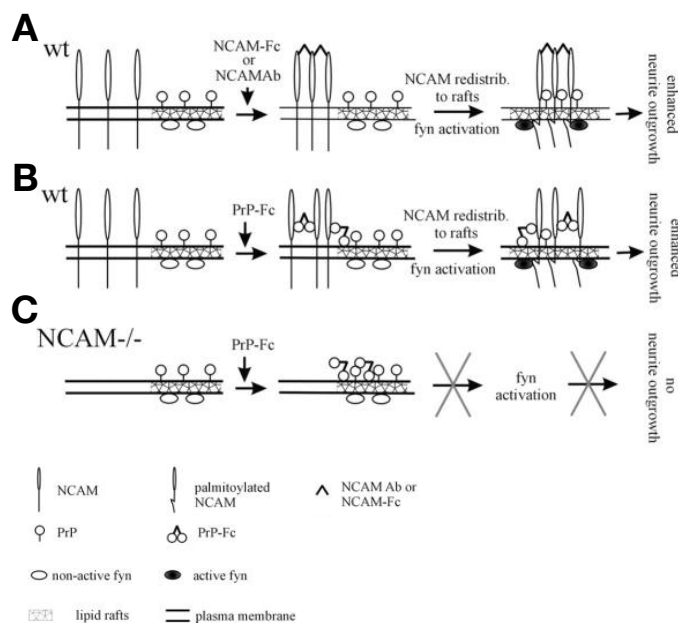 A
wt
NCAM-Fc
or
NCAMAb
NCAM redistrib.
to rafts
fyn activation
enhanced
neurite outgrowth
B
wt
PrP-Fc
NCAM redistrib.
to rafts
fyn activation
enhanced
neurite outgrowth
C
NCAM-/-
PrP-Fc
fyn
activation
no
neurite outgrowth
NCAM
palmitoylated
NCAM
NCAM Ab or
NCAM-Fc
PrP
PrP-Fc
non-active fyn
active fyn
lipid rafts
plasma membrane